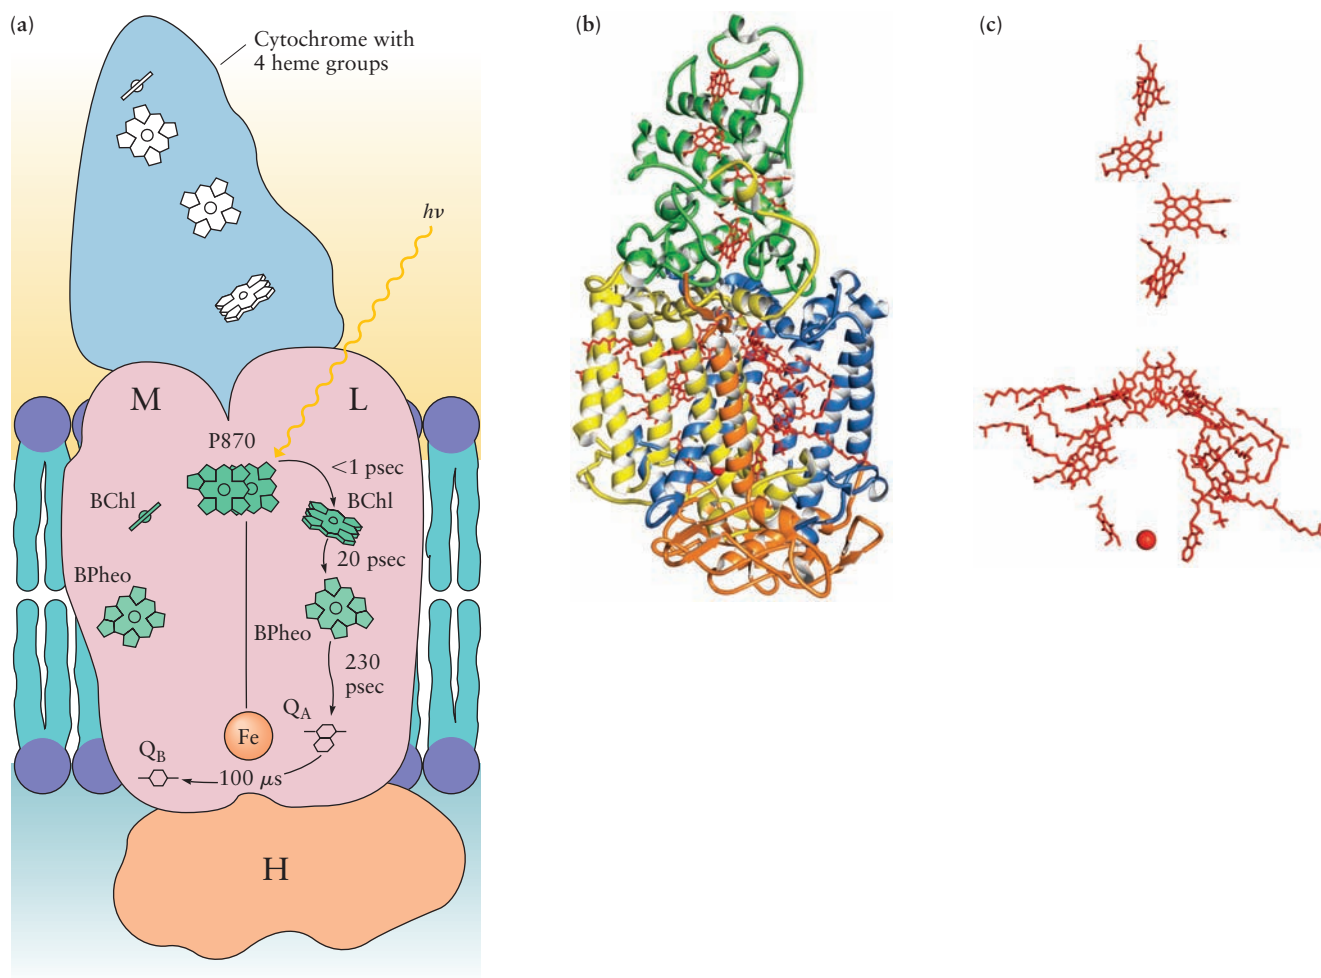 (a)
Cytochrome with
4 heme groups
hν
M
L
P870
<1 psec
BChl
BChl
20 psec
BPheo
BPheo
230
psec
QA
Fe
QB
100 μs
H
(b)
(c)